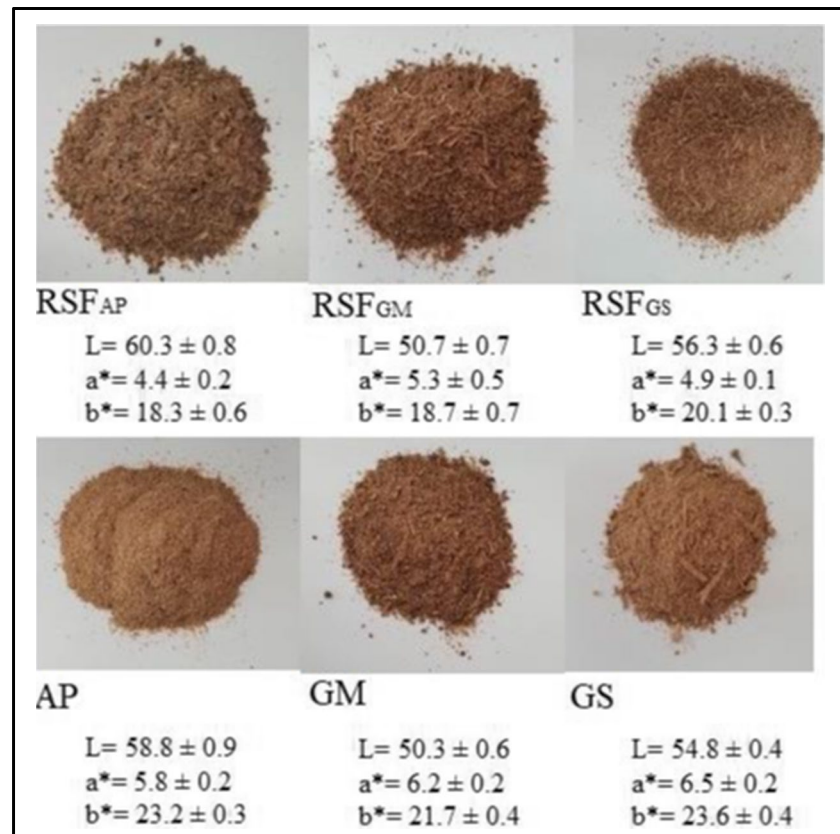 RSFAP RSFGM RSFGS
L= 60.3 ± 0.8 L= 50.7 ± 0.7 L= 56.3 ± 0.6
a*= 4.4 ± 0.2 a*= 5.3 ± 0.5 a*= 4.9 ± 0.1
b*= 18.3 ± 0.6 b*= 18.7 ± 0.7 b*= 20.1 ± 0.3
AP GM GS
L= 58.8 ± 0.9 L= 50.3 ± 0.6 L= 54.8 ± 0.4
a*= 5.8 ± 0.2 a*= 6.2 ± 0.2 a*= 6.5 ± 0.2
b*= 23.2 ± 0.3 b*= 21.7 ± 0.4 b*= 23.6 ± 0.4